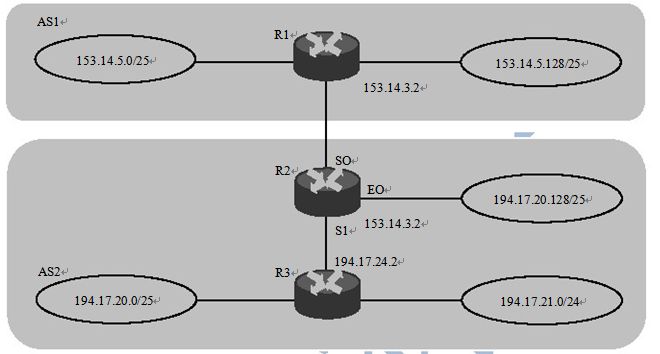 AS1↵
R1↵
153.14.5.0/25↵
153.14.5.128/25↵
153.14.3.2↵
SO↵
R2↵
EO↵
194.17.20.128/25↵
153.14.3.2↵
S1↵
194.17.24.2↵
AS2↵
R3↵
194.17.20.0/25↵
194.17.21.0/24↵